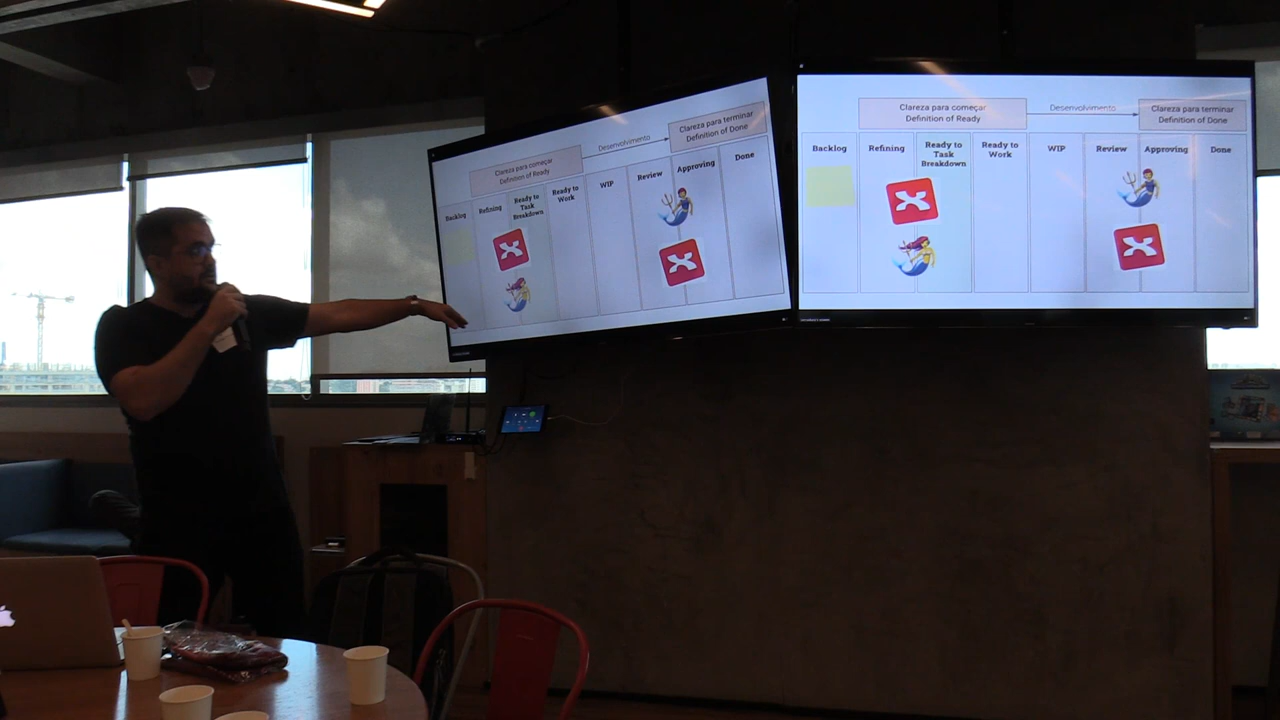 Clareza para começar
Definition of Ready
Desenvolvimento
Clareza para terminar
Definition of Done
Backlog
Refining
Ready to
Task
Breakdown
Ready to
Work
WIP
Review
Approving
Done
Clareza para começar
Definition of Ready
Desenvolvimento
Clareza para terminar
Definition of Done
Backlog
Refining
Ready to
Task
Breakdown
Ready to
Work
WIP
Review
Approving
Done